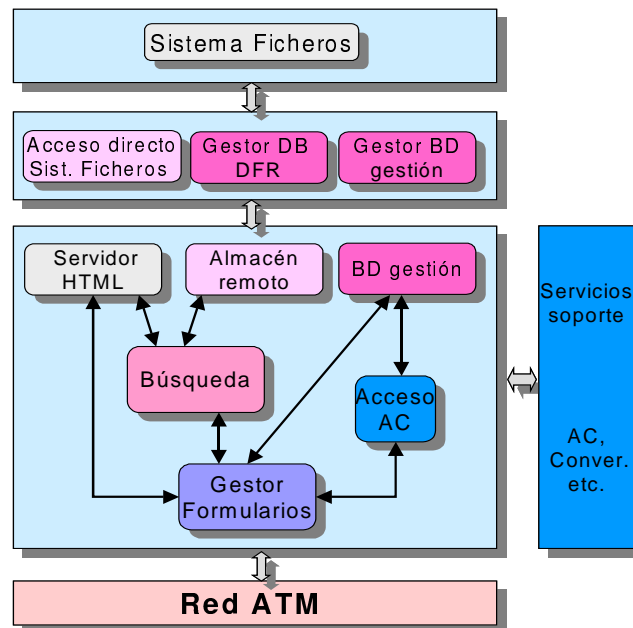 Sistema Ficheros
Acceso directo
Sist. Ficheros
Gestor DB
DFR
Gestor BD
gestión
Servidor
HTML
Almacén
remoto
BD gestión
Servicios
soporte
Búsqueda
Acceso
AC
AC,
Conver.
etc.
Gestor
Formularios
Red ATM